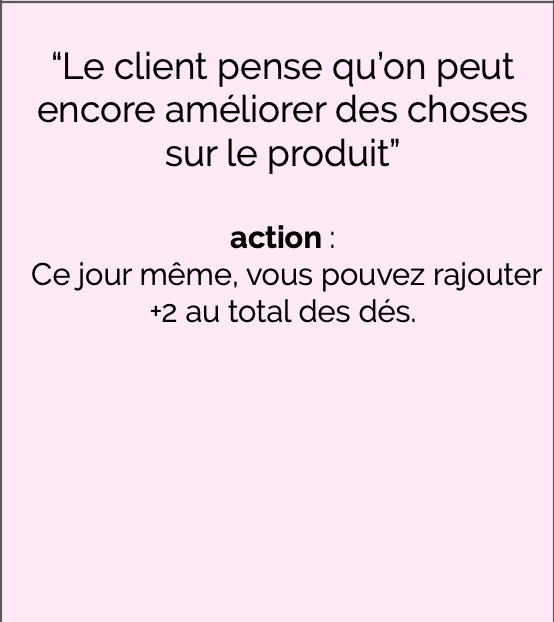 “Le client pense qu’on peut
encore améliorer des choses
sur le produit”
action :
Ce jour même, vous pouvez rajouter
+2 au total des dés.